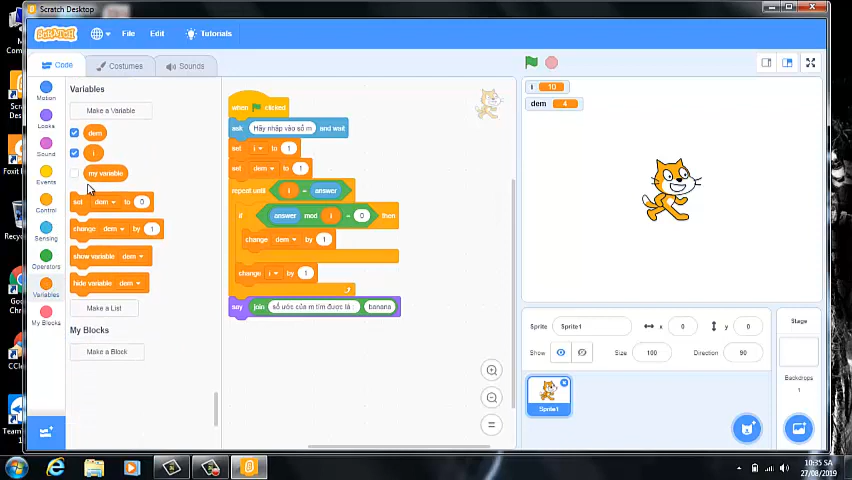 Scratch Desktop
SCRATCH
File
Edit
Tutorials
Code
Costumes
Sounds
Motion
Looks
Sound
Events
Control
Sensing
Operators
Variables
My Blocks
Variables
Make a Variable
dem
i
my variable
set dem to 0
change dem by 1
show variable dem
hide variable dem
Make a List
My Blocks
Make a Block
when clicked
ask Hãy nhập vào số m and wait
set i to 1
set dem to 1
repeat until i = answer
if answer mod i = 0 then
change dem by 1
change i by 1
say join số ước của m tìm được là : banana
i 10
dem 4
Sprite Sprite1
x 0
y 0
Show
Size 100
Direction 90
Sprite1
Stage
Backdrops
1
10:35 SA
27/08/2019